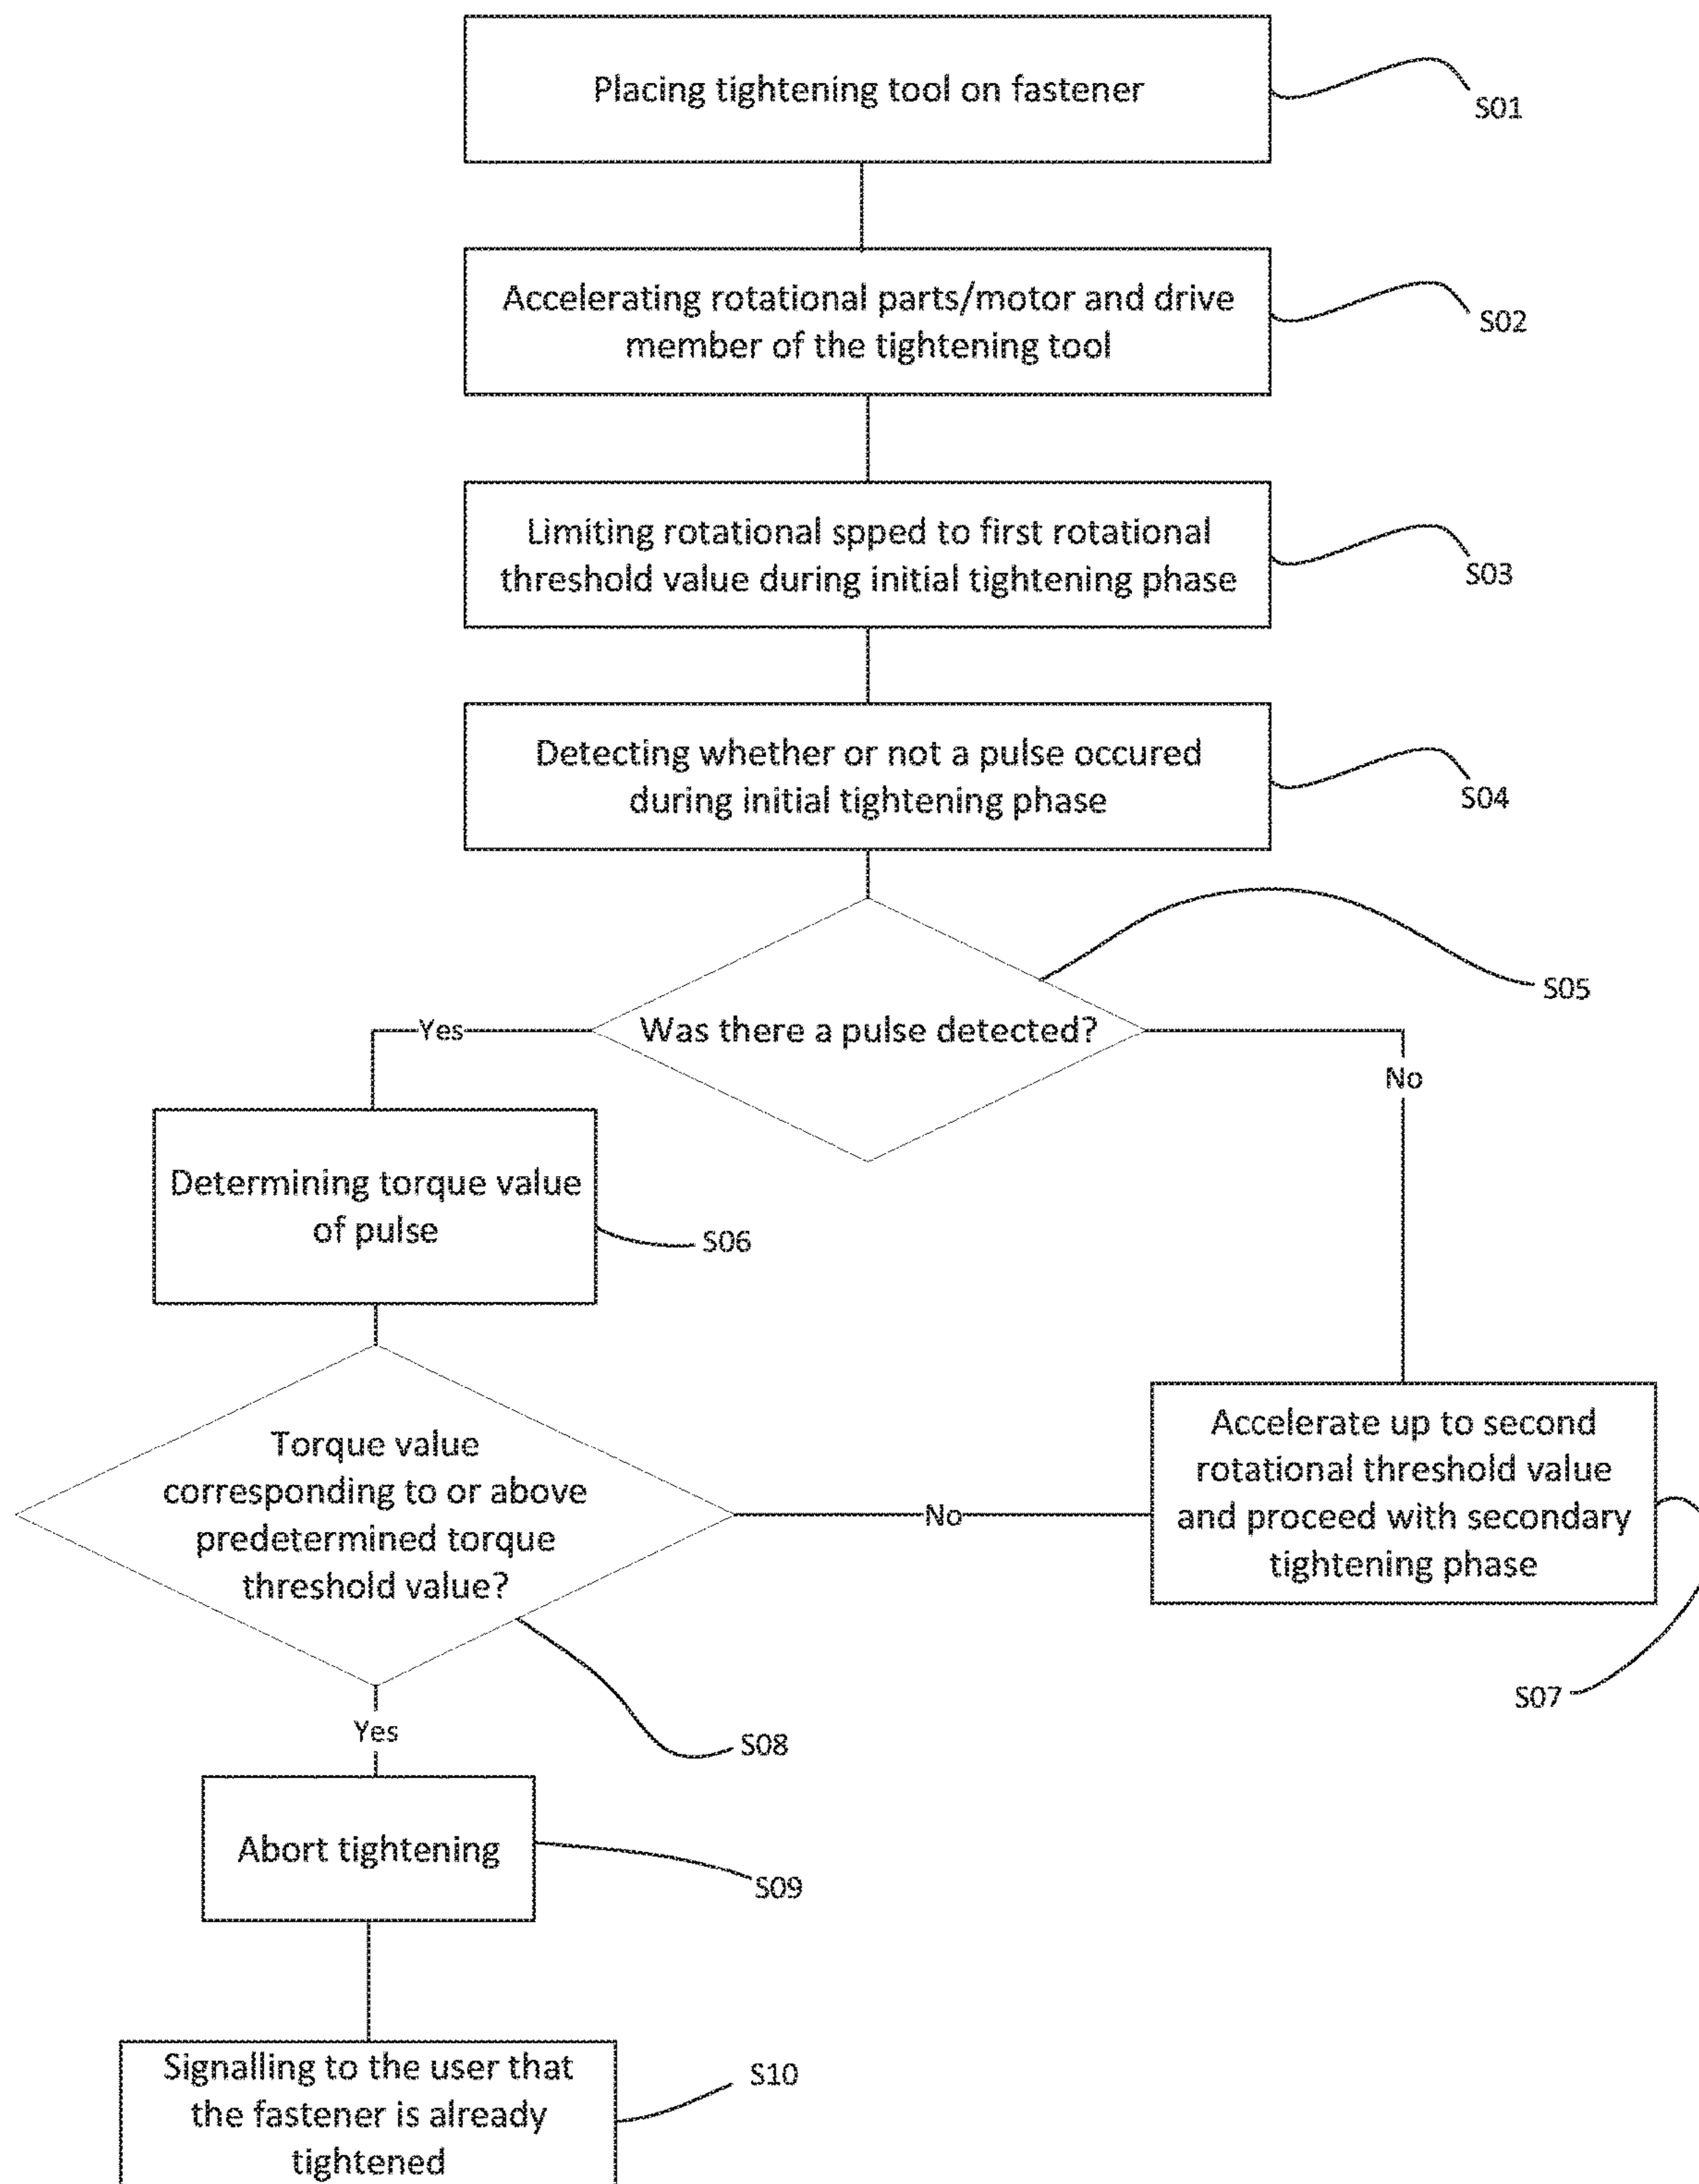 Placing tightening tool on fastener
S01
Accelerating rotational parts/motor and drive
member of the tightening tool
S02
Limiting rotational spped to first rotational
threshold value during initial tightening phase
S03
Detecting whether or not a pulse occured
during initial tightening phase
S04
Was there a pulse detected?
S05
Yes
No
Determining torque value
of pulse
S06
Torque value
corresponding to or above
predetermined torque
threshold value?
No
Accelerate up to second
rotational threshold value
and proceed with secondary
tightening phase
S07
Yes
S08
Abort tightening
S09
Signalling to the user that
the fastener is already
tightened
S10